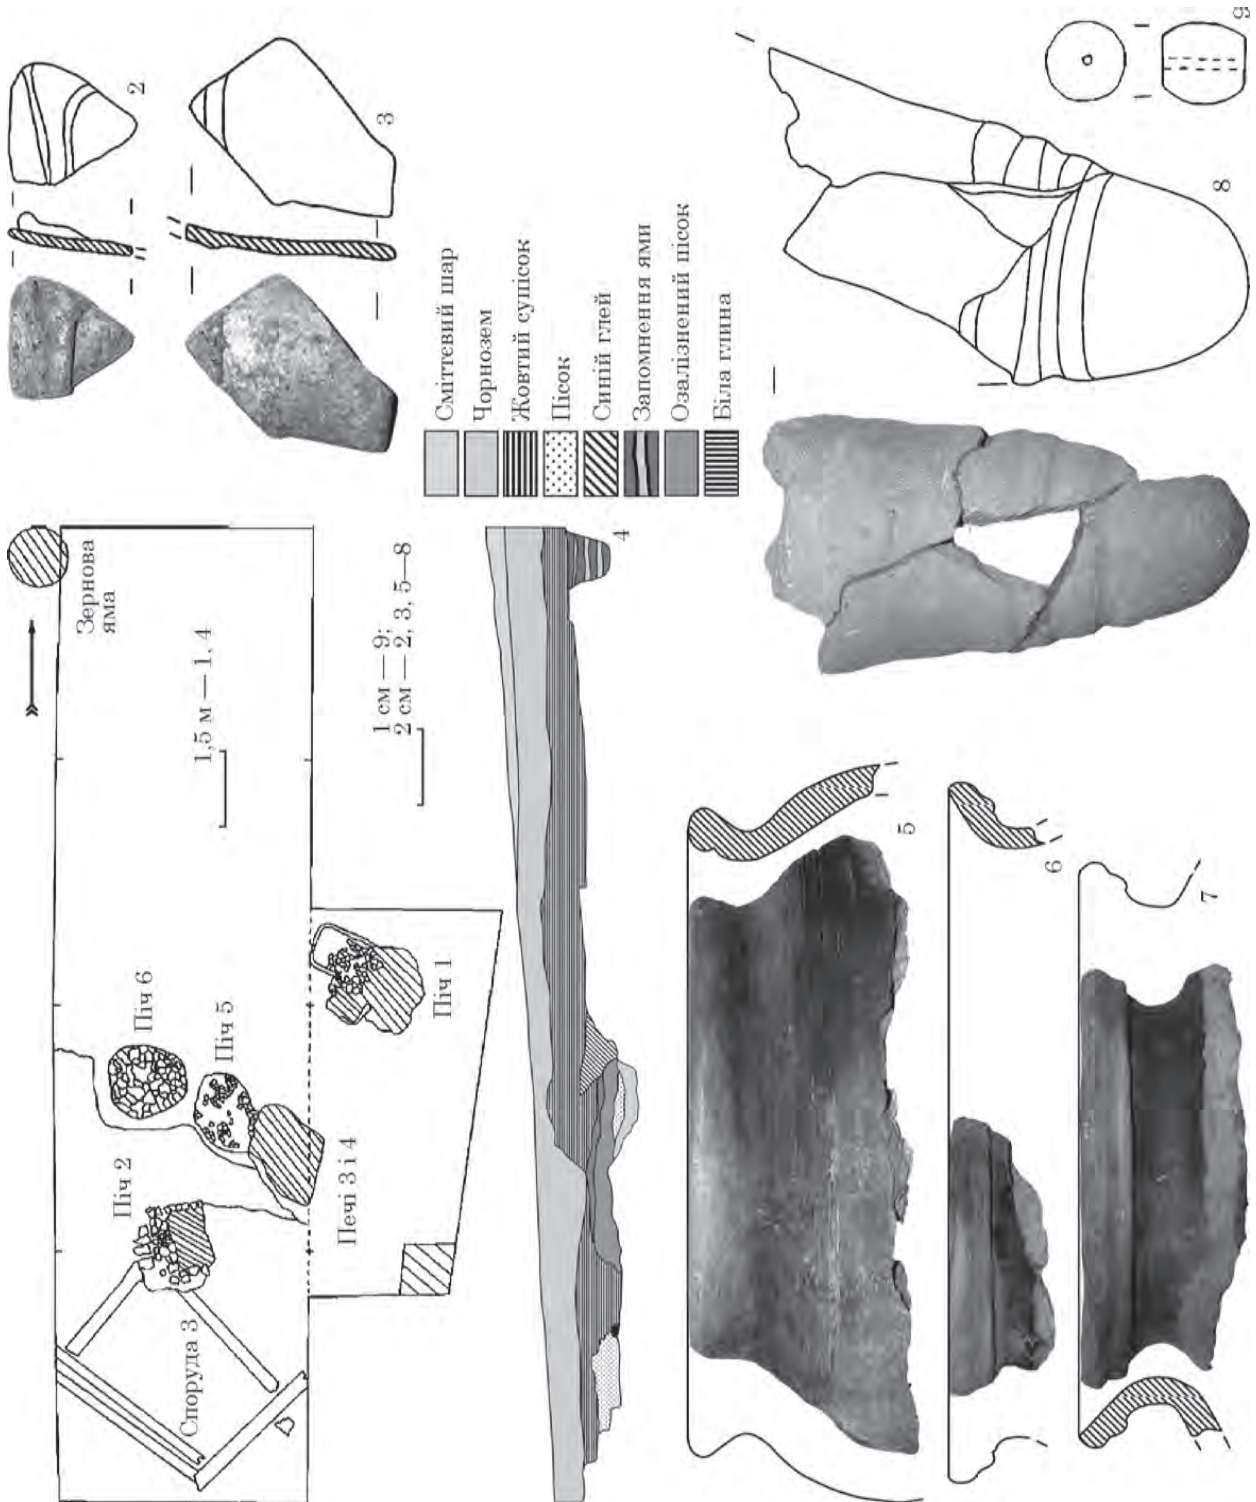 Зернова
яма
1,5 м — 1, 4
Піч 6
Піч 5
Піч 2
Споруда 3
Печі 3 і 4
Піч 1
1 см — 9;
2 см — 2, 3, 5—8
2
3
Сміттєвий шар
Чорнозем
Жовтий супісок
Пісок
Синій глей
Запомнення ями
Озалізнений пісок
Біла глина
4
5
6
7
8
9